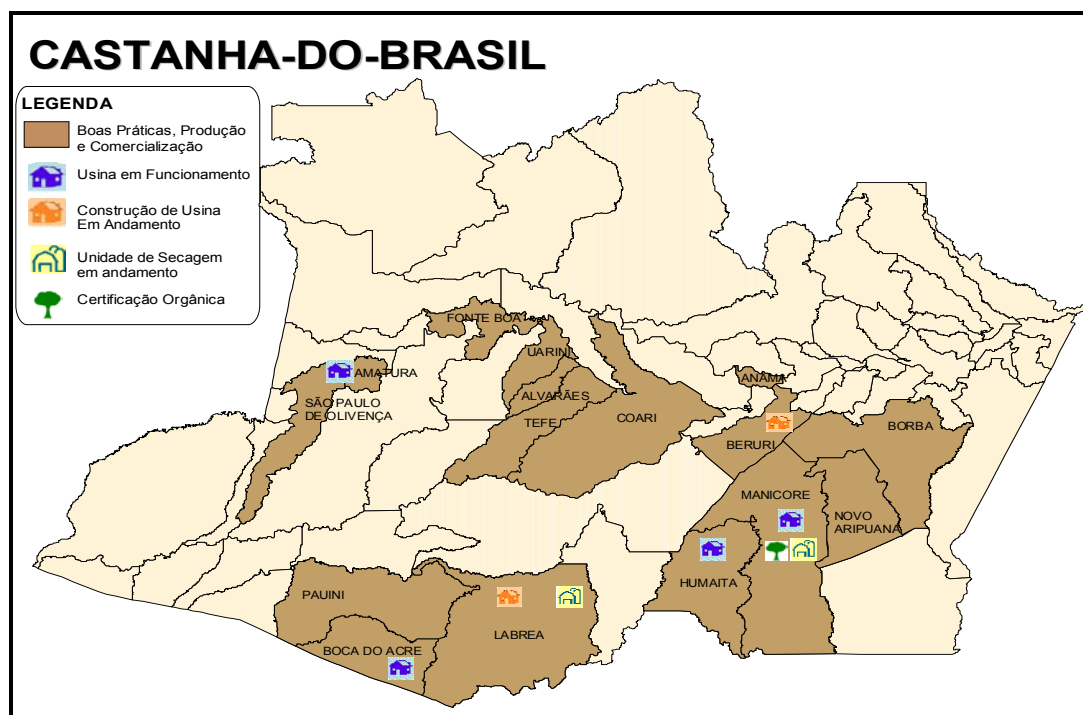 CASTANHA-DO-BRASIL
LEGENDA
Boas Práticas, Produção
e Comercialização
Usina em Funcionamento
Construção de Usina
Em Andamento
Unidade de Secagem
em andamento
Certificação Orgânica
FONTE BOA
UARINI
AMATURA
ANAMA
ALVARÃES
SÃO PAULO
DE OLIVENÇA
TEFE
COARI
BORBA
BERURI
MANICORE
NOVO
ARIPUANA
HUMAITA
PAUINI
LABREA
BOCA DO ACRE